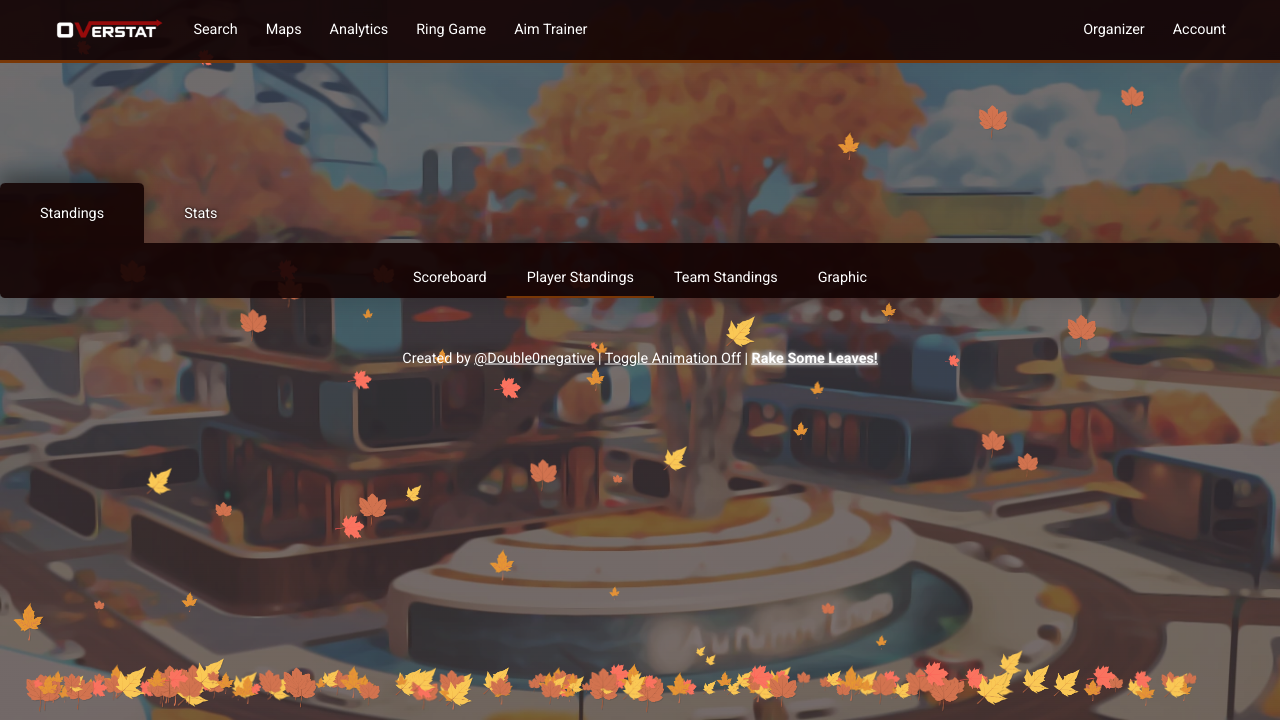 OVERSTAT Search Maps Analytics Ring Game Aim Trainer Organizer Account
Standings Stats
Scoreboard Player Standings Team Standings Graphic
Created by @Double0negative | Toggle Animation Off | Rake Some Leaves!